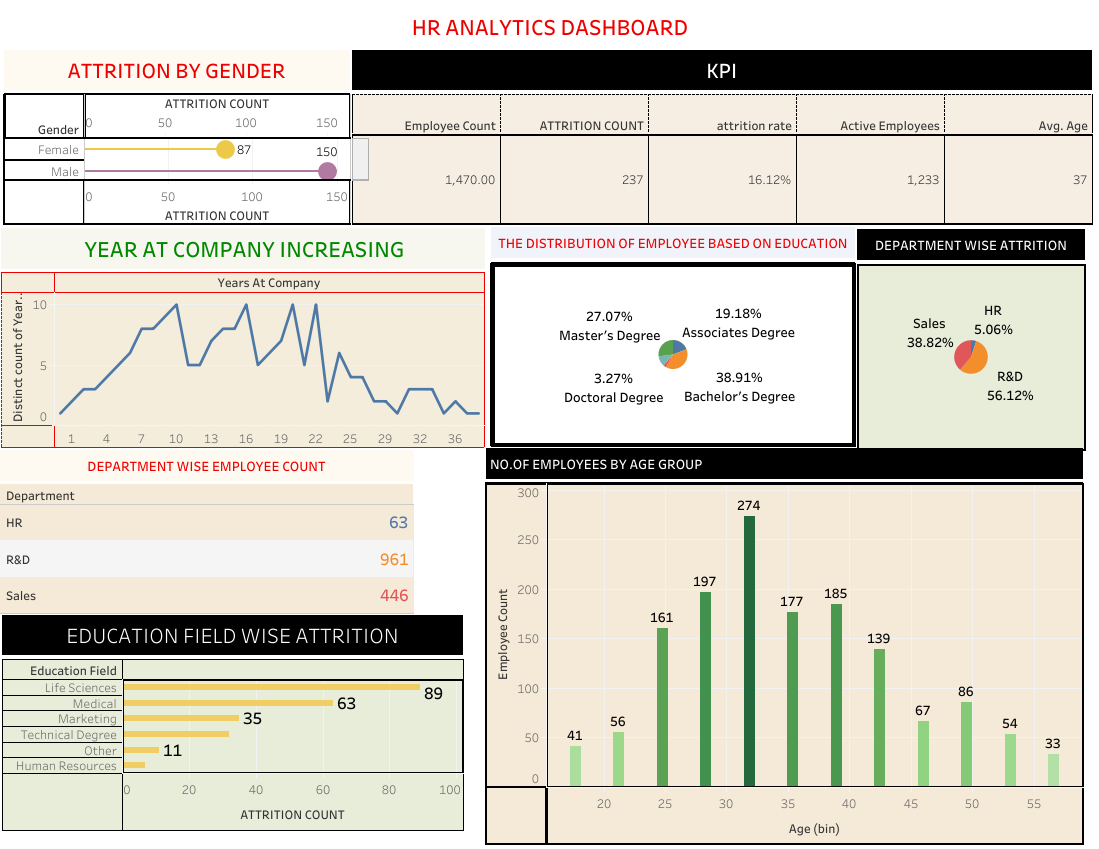 HR ANALYTICS DASHBOARD
ATTRITION BY GENDER
KPI
ATTRITION COUNT
Gender 0 50 100 150
Female 87
Male 150
0 50 100 150
ATTRITION COUNT
Employee Count ATTRITION COUNT attrition rate Active Employees Avg. Age
1,470.00 237 16.12% 1,233 37
YEAR AT COMPANY INCREASING
Years At Company
Distinct count of Year..
10
5
0
1 4 7 10 13 16 19 22 25 29 32 36
THE DISTRIBUTION OF EMPLOYEE BASED ON EDUCATION
27.07%
Master's Degree
19.18%
Associates Degree
3.27%
Doctoral Degree
38.91%
Bachelor's Degree
DEPARTMENT WISE ATTRITION
HR
5.06%
Sales
38.82%
R&D
56.12%
DEPARTMENT WISE EMPLOYEE COUNT
Department
HR 63
R&D 961
Sales 446
EDUCATION FIELD WISE ATTRITION
Education Field
Life Sciences 89
Medical 63
Marketing 35
Technical Degree
Other 11
Human Resources
0 20 40 60 80 100
ATTRITION COUNT
NO.OF EMPLOYEES BY AGE GROUP
Employee Count
300
250
200
150
100
50
0
41 56 161 197 274 177 185 139 67 86 54 33
20 25 30 35 40 45 50 55
Age (bin)